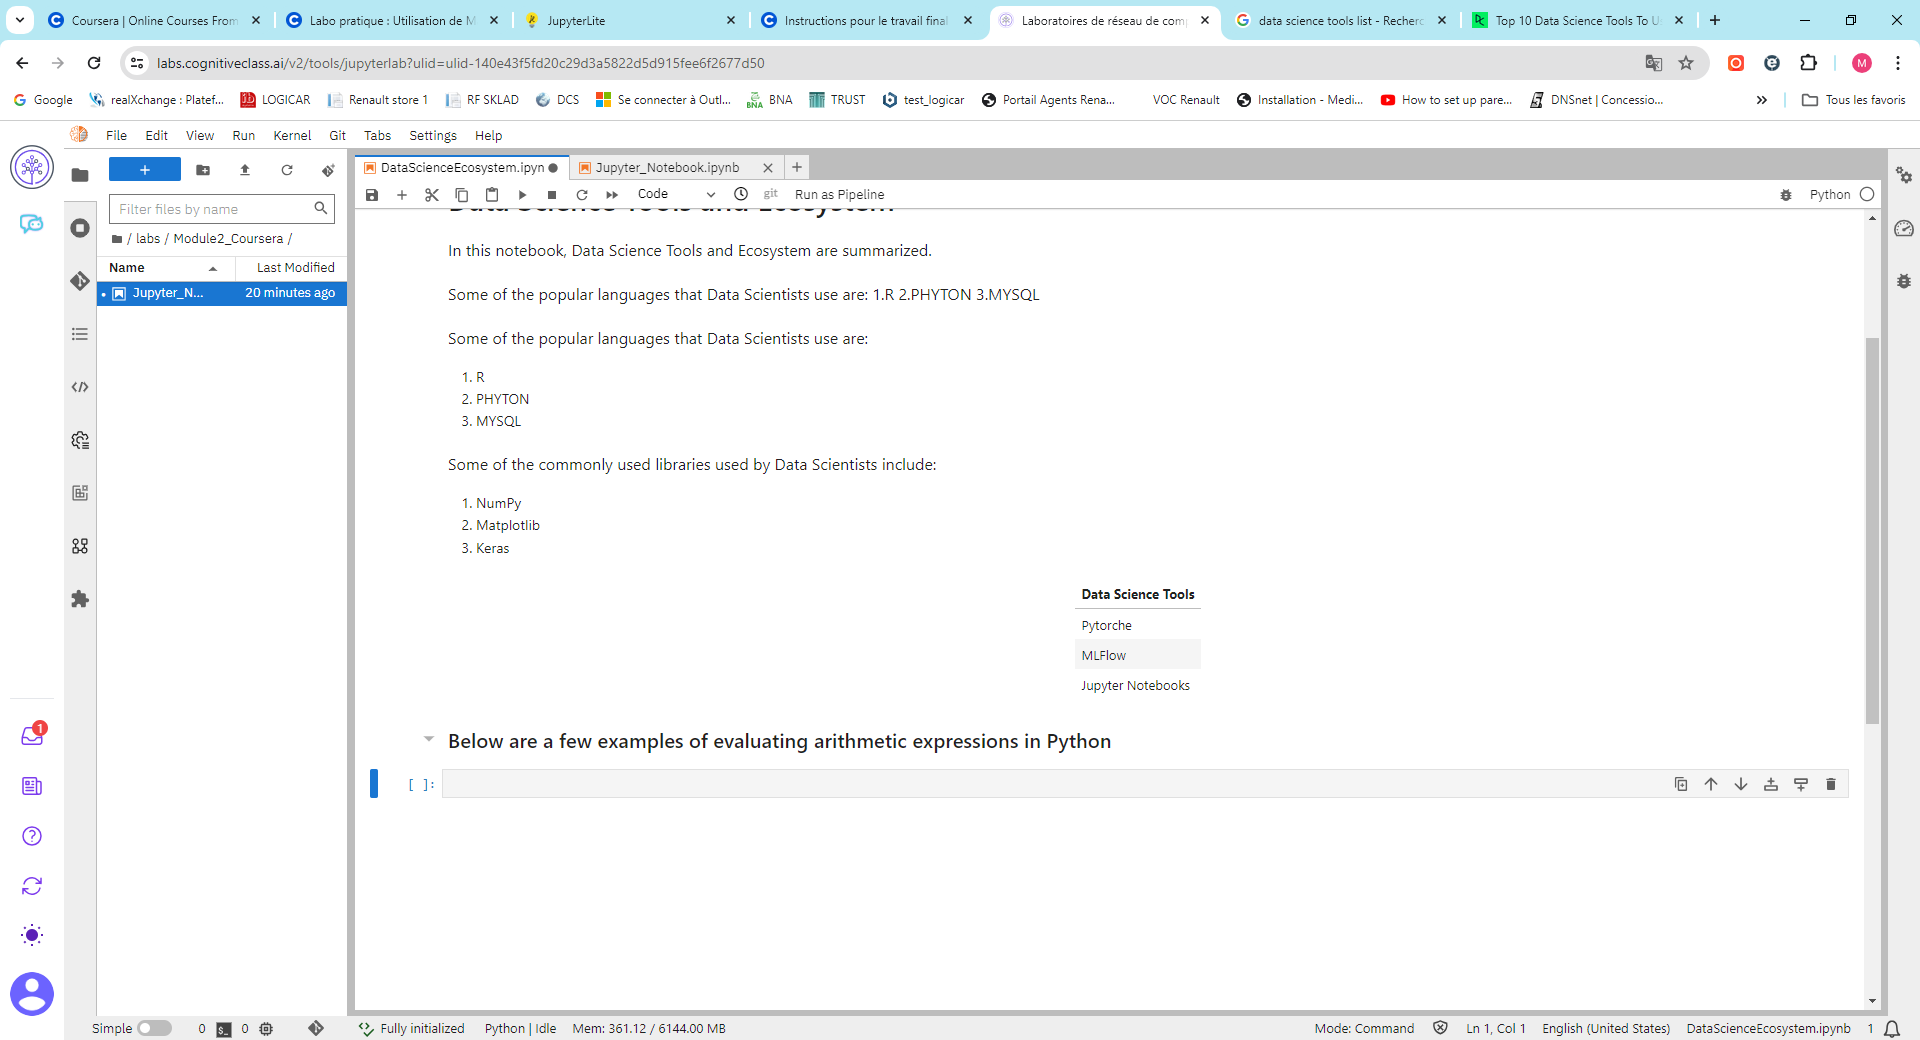 Coursera | Online Courses From
Labo pratique : Utilisation de M
JupyterLite
Instructions pour le travail final
Laboratoires de réseau de com
data science tools list - Recherc
Top 10 Data Science Tools To U
labs.cognitiveclass.ai/v2/tools/jupyterlab?ulid=ulid-140e43f5fd20c29d3a5822d5d915fee6f2677d50
M
Google
realXchange : Platef...
LOGICAR
Renault store 1
RF SKLAD
DCS
Se connecter à Outl...
BNA
TRUST
test_logicar
Portail Agents Rena...
VOC Renault
Installation - Medi...
How to set up pare...
DNSnet | Concessio...
Tous les favoris
File Edit View Run Kernel Git Tabs Settings Help
DataScienceEcosystem.ipyn
Jupyter_Notebook.ipynb
Code
git
Run as Pipeline
Python
Filter files by name
/ labs / Module2_Coursera /
Name
Last Modified
Jupyter_N...
20 minutes ago
Data Science Tools and Ecosystem
In this notebook, Data Science Tools and Ecosystem are summarized.
Some of the popular languages that Data Scientists use are: 1.R 2.PHYTON 3.MYSQL
Some of the popular languages that Data Scientists use are:
1. R
2. PHYTON
3. MYSQL
Some of the commonly used libraries used by Data Scientists include:
1. NumPy
2. Matplotlib
3. Keras
Data Science Tools
Pytorche
MLFlow
Jupyter Notebooks
Below are a few examples of evaluating arithmetic expressions in Python
[ ]:
1
Simple
0
0
Fully initialized
Python | Idle
Mem: 361.12 / 6144.00 MB
Mode: Command
Ln 1, Col 1
English (United States)
DataScienceEcosystem.ipynb
1